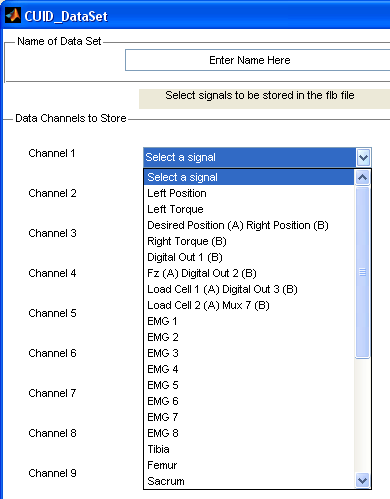 CUID_DataSet
Name of Data Set
Enter Name Here
Select signals to be stored in the flb file
Data Channels to Store
Channel 1
Select a signal
Select a signal
Channel 2
Left Position
Left Torque
Channel 3
Desired Position (A) Right Position (B)
Right Torque (B)
Digital Out 1 (B)
Channel 4
Fz (A) Digital Out 2 (B)
Load Cell 1 (A) Digital Out 3 (B)
Load Cell 2 (A) Mux 7 (B)
Channel 5
EMG 1
EMG 2
Channel 6
EMG 3
EMG 4
EMG 5
Channel 7
EMG 6
EMG 7
Channel 8
EMG 8
Tibia
Femur
Channel 9
Sacrum